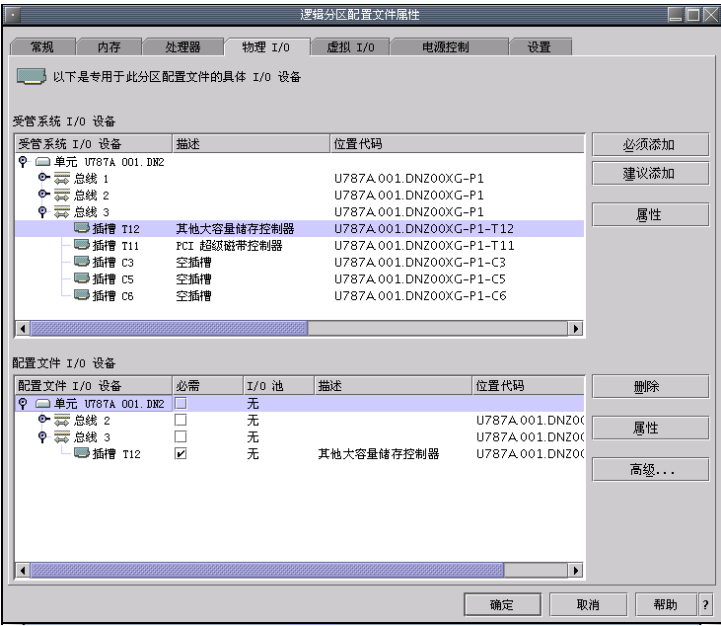 逻辑分区配置文件属性
常规 内存 处理器 物理 I/O 虚拟 I/O 电源控制 设置
以下是专用于此分区配置文件的具体 I/O 设备
受管系统 I/O 设备
受管系统 I/O 设备 描述 位置代码 必须添加
单元 U787A 001.DN2
总线 1 U787A.001.DNZ00XG-P1 建议添加
总线 2 U787A.001.DNZ00XG-P1
总线 3 U787A.001.DNZ00XG-P1 属性
插槽 T12 其他大容量储存控制器 U787A.001.DNZ00XG-P1-T12
插槽 T11 PCI 超级磁带控制器 U787A.001.DNZ00XG-P1-T11
插槽 C3 空插槽 U787A.001.DNZ00XG-P1-C3
插槽 C5 空插槽 U787A.001.DNZ00XG-P1-C5
插槽 C6 空插槽 U787A.001.DNZ00XG-P1-C6
配置文件 I/O 设备
配置文件 I/O 设备 必需 I/O 池 描述 位置代码 删除
单元 U787A 001.DN2 无
总线 2 无 U787A.001.DNZ0 属性
总线 3 无 U787A.001.DNZ0
插槽 T12 无 其他大容量储存控制器 U787A.001.DNZ0
高级...
确定 取消 帮助 ?